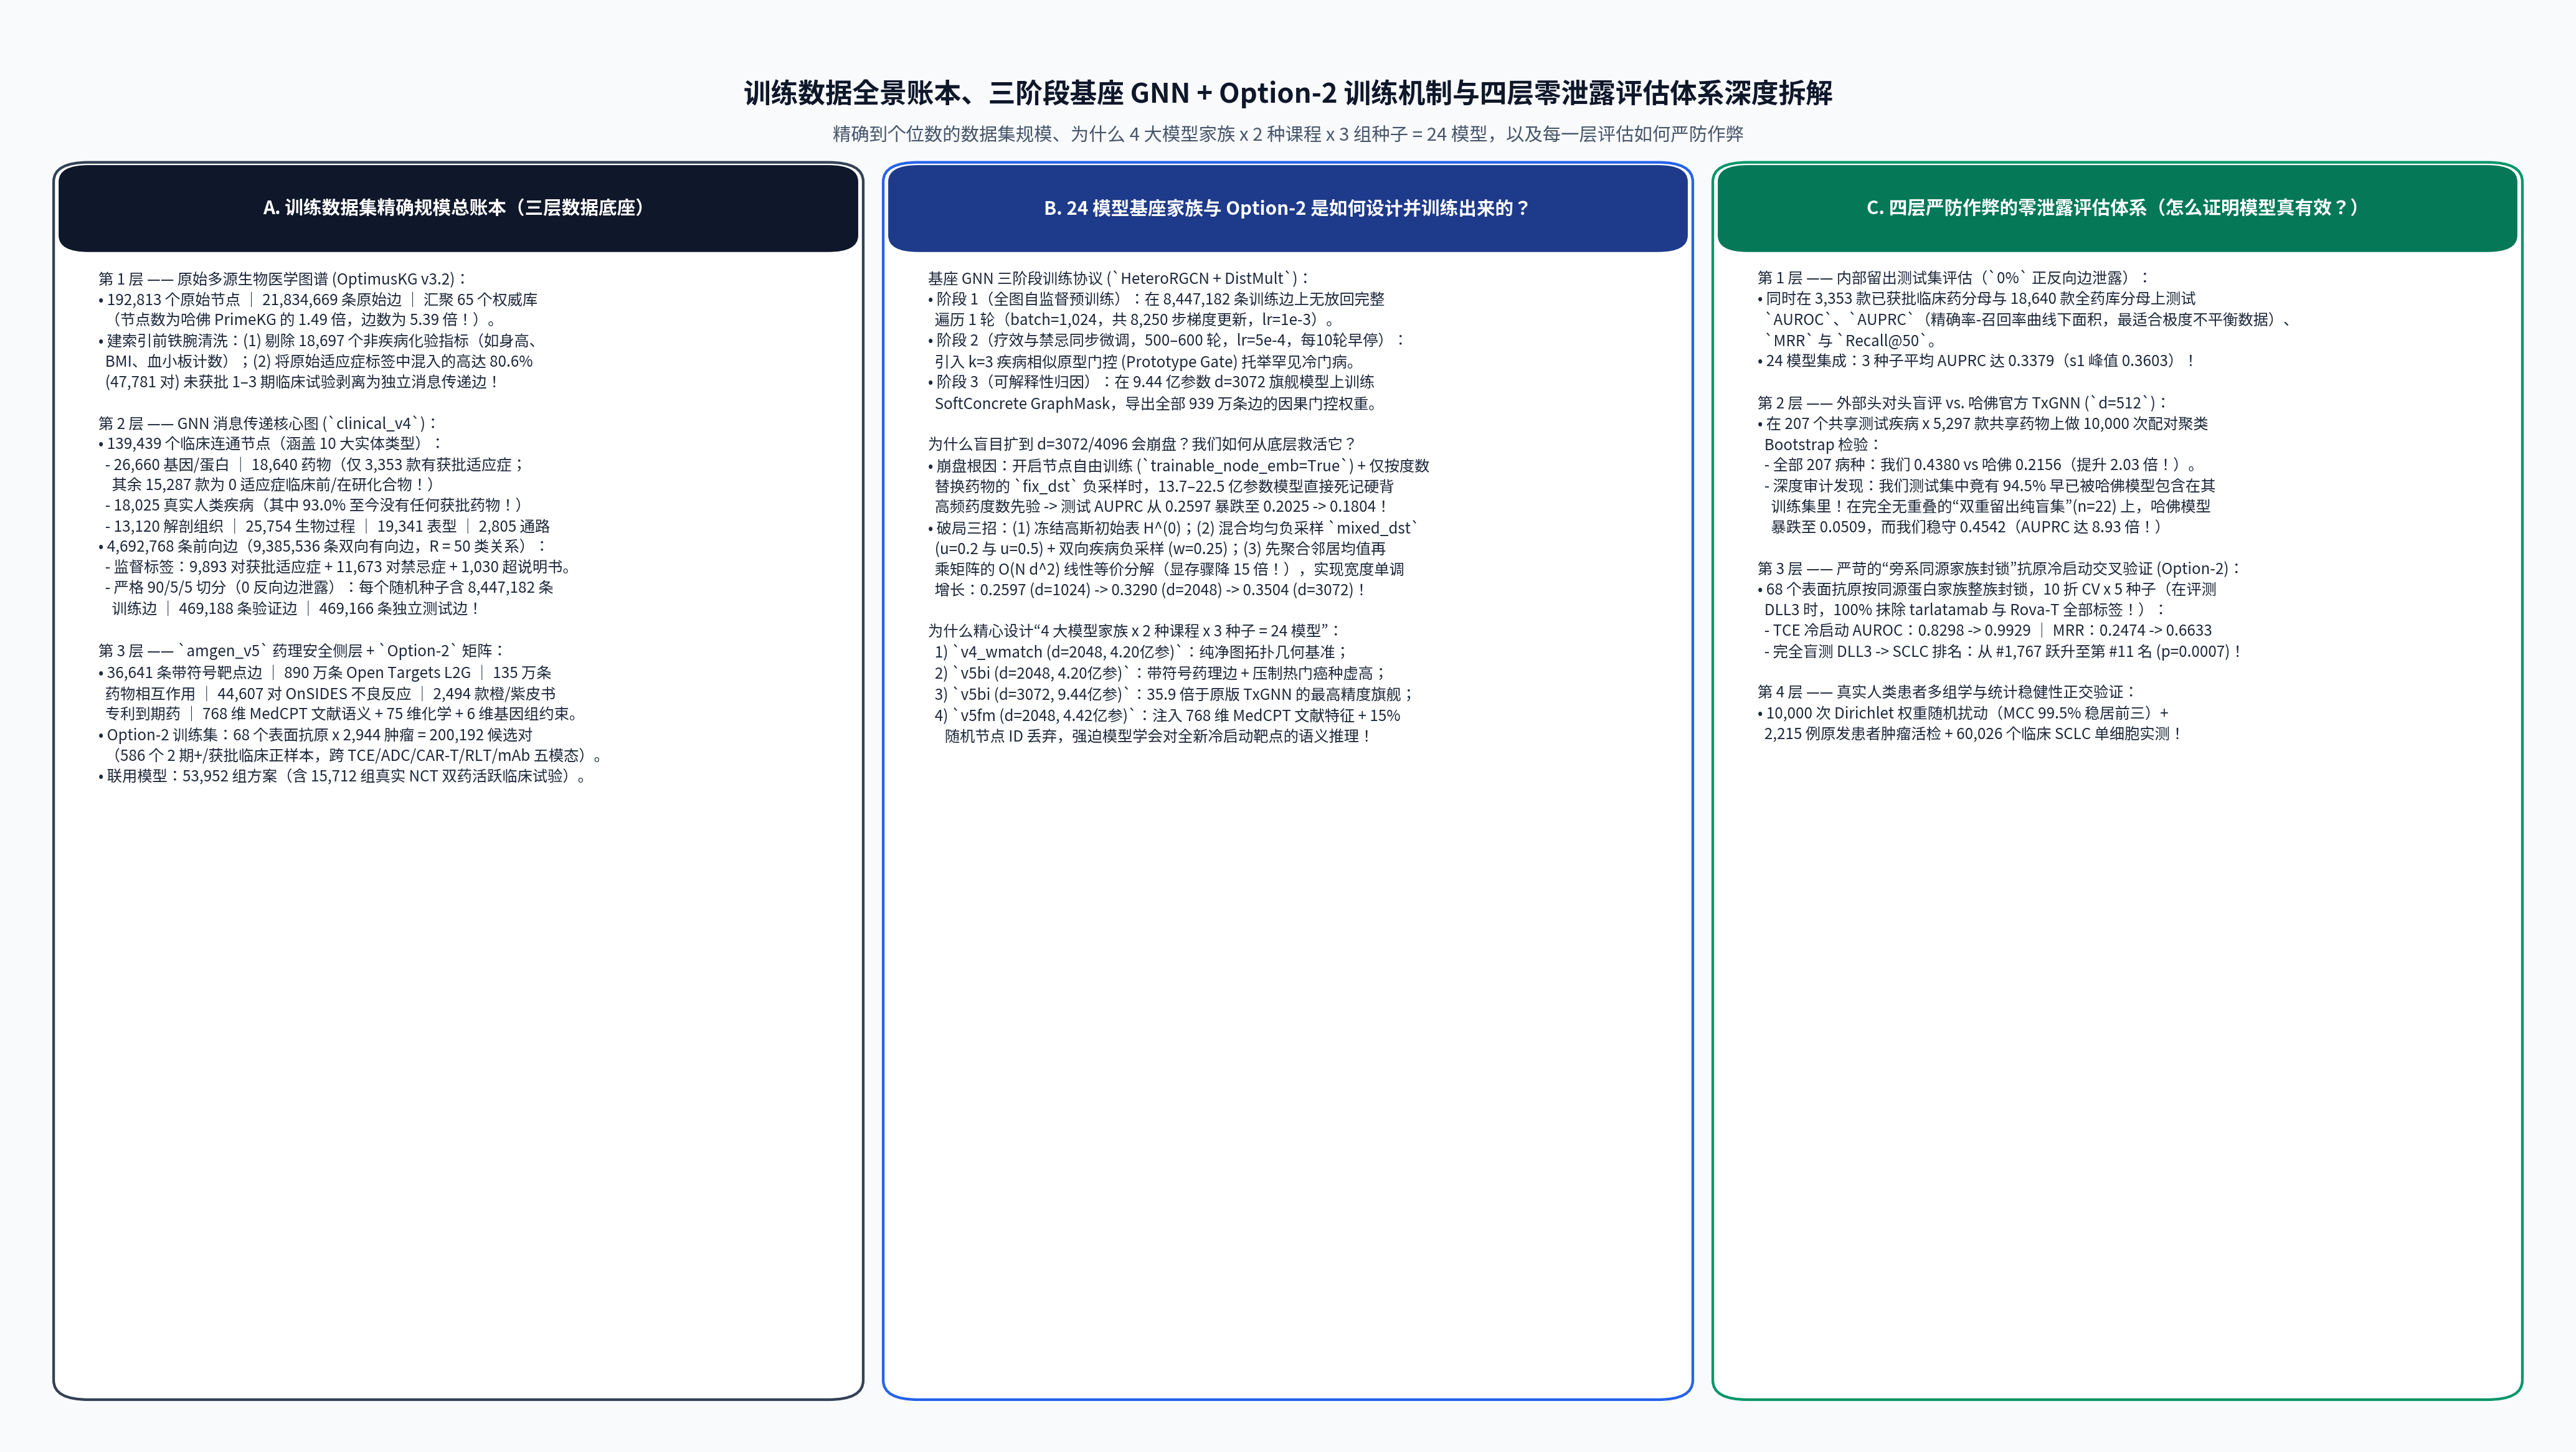 训练数据全景账本、三阶段基座 GNN + Option-2 训练机制与四层零泄露评估体系深度拆解
精确到个位数的数据集规模、为什么 4 大模型家族 x 2 种课程 x 3 组种子 = 24 模型，以及每一层评估如何严防作弊
A. 训练数据集精确规模总账本（三层数据底座）
第 1 层 —— 原始多源生物医学图谱 (OptimusKG v3.2)：
• 192,813 个原始节点 ｜ 21,834,669 条原始边 ｜ 汇聚 65 个权威库
（节点数为哈佛 PrimeKG 的 1.49 倍，边数为 5.39 倍！）。
• 建索引前铁腕清洗：(1) 剔除 18,697 个非疾病化验指标（如身高、
BMI、血小板计数）；(2) 将原始适应症标签中混入的高达 80.6%
(47,781 对) 未获批 1–3 期临床试验剥离为独立消息传递边！
第 2 层 —— GNN 消息传递核心图 (`clinical_v4`)：
• 139,439 个临床连通节点（涵盖 10 大实体类型）：
- 26,660 基因/蛋白 ｜ 18,640 药物（仅 3,353 款有获批适应症；
其余 15,287 款为 0 适应症临床前/在研化合物！）
- 18,025 真实人类疾病（其中 93.0% 至今没有任何获批药物！）
- 13,120 解剖组织 ｜ 25,754 生物过程 ｜ 19,341 表型 ｜ 2,805 通路
• 4,692,768 条前向边（9,385,536 条双向有向边，R = 50 类关系）：
- 监督标签：9,893 对获批适应症 + 11,673 对禁忌症 + 1,030 超说明书。
- 严格 90/5/5 切分（0 反向边泄露）：每个随机种子含 8,447,182 条
训练边 ｜ 469,188 条验证边 ｜ 469,166 条独立测试边！
第 3 层 —— `amgen_v5` 药理安全侧层 + `Option-2` 矩阵：
• 36,641 条带符号靶点边 ｜ 890 万条 Open Targets L2G ｜ 135 万条
药物相互作用 ｜ 44,607 对 OnSIDES 不良反应 ｜ 2,494 款橙/紫皮书
专利到期药 ｜ 768 维 MedCPT 文献语义 + 75 维化学 + 6 维基因组约束。
• Option-2 训练集：68 个表面抗原 x 2,944 肿瘤 = 200,192 候选对
（586 个 2 期+/获批临床正样本，跨 TCE/ADC/CAR-T/RLT/mAb 五模态）。
• 联用模型：53,952 组方案（含 15,712 组真实 NCT 双药活跃临床试验）。
B. 24 模型基座家族与 Option-2 是如何设计并训练出来的？
基座 GNN 三阶段训练协议 (`HeteroRGCN + DistMult`)：
• 阶段 1（全图自监督预训练）：在 8,447,182 条训练边上无放回完整
遍历 1 轮（batch=1,024，共 8,250 步梯度更新，lr=1e-3）。
• 阶段 2（疗效与禁忌同步微调，500–600 轮，lr=5e-4，每10轮早停）：
引入 k=3 疾病相似原型门控 (Prototype Gate) 托举罕见冷门病。
• 阶段 3（可解释性归因）：在 9.44 亿参数 d=3072 旗舰模型上训练
SoftConcrete GraphMask，导出全部 939 万条边的因果门控权重。
为什么盲目扩到 d=3072/4096 会崩盘？我们如何从底层救活它？
• 崩盘根因：开启节点自由训练 (`trainable_node_emb=True`) + 仅按度数
替换药物的 `fix_dst` 负采样时，13.7–22.5 亿参数模型直接死记硬背
高频药度数先验 -> 测试 AUPRC 从 0.2597 暴跌至 0.2025 -> 0.1804！
• 破局三招：(1) 冻结高斯初始表 H^(0)；(2) 混合均匀负采样 `mixed_dst`
(u=0.2 与 u=0.5) + 双向疾病负采样 (w=0.25)；(3) 先聚合邻居均值再
乘矩阵的 O(N d^2) 线性等价分解（显存骤降 15 倍！），实现宽度单调
增长：0.2597 (d=1024) -> 0.3290 (d=2048) -> 0.3504 (d=3072)！
为什么精心设计“4 大模型家族 x 2 种课程 x 3 种子 = 24 模型”：
1) `v4_wmatch (d=2048, 4.20亿参)`：纯净图拓扑几何基准；
2) `v5bi (d=2048, 4.20亿参)`：带符号药理边 + 压制热门癌种虚高；
3) `v5bi (d=3072, 9.44亿参)`：35.9 倍于原版 TxGNN 的最高精度旗舰；
4) `v5fm (d=2048, 4.42亿参)`：注入 768 维 MedCPT 文献特征 + 15%
随机节点 ID 丢弃，强迫模型学会对全新冷启动靶点的语义推理！
C. 四层严防作弊的零泄露评估体系（怎么证明模型真有效？）
第 1 层 —— 内部留出测试集评估（`0%` 正反向边泄露）：
• 同时在 3,353 款已获批临床药分母与 18,640 款全药库分母上测试
`AUROC`、`AUPRC`（精确率-召回率曲线下面积，最适合极度不平衡数据）、
`MRR` 与 `Recall@50`。
• 24 模型集成：3 种子平均 AUPRC 达 0.3379（s1 峰值 0.3603）！
第 2 层 —— 外部头对头盲评 vs. 哈佛官方 TxGNN (`d=512`)：
• 在 207 个共享测试疾病 x 5,297 款共享药物上做 10,000 次配对聚类
Bootstrap 检验：
- 全部 207 病种：我们 0.4380 vs 哈佛 0.2156（提升 2.03 倍！）。
- 深度审计发现：我们测试集中竟有 94.5% 早已被哈佛模型包含在其
训练集里！在完全无重叠的“双重留出纯盲集”(n=22) 上，哈佛模型
暴跌至 0.0509，而我们稳守 0.4542（AUPRC 达 8.93 倍！）
第 3 层 —— 严苛的“旁系同源家族封锁”抗原冷启动交叉验证 (Option-2)：
• 68 个表面抗原按同源蛋白家族整族封锁，10 折 CV x 5 种子（在评测
DLL3 时，100% 抹除 tarlatamab 与 Rova-T 全部标签！）：
- TCE 冷启动 AUROC：0.8298 -> 0.9929 ｜ MRR：0.2474 -> 0.6633
- 完全盲测 DLL3 -> SCLC 排名：从 #1,767 跃升至第 #11 名 (p=0.0007)！
第 4 层 —— 真实人类患者多组学与统计稳健性正交验证：
• 10,000 次 Dirichlet 权重随机扰动（MCC 99.5% 稳居前三）+
2,215 例原发患者肿瘤活检 + 60,026 个临床 SCLC 单细胞实测！